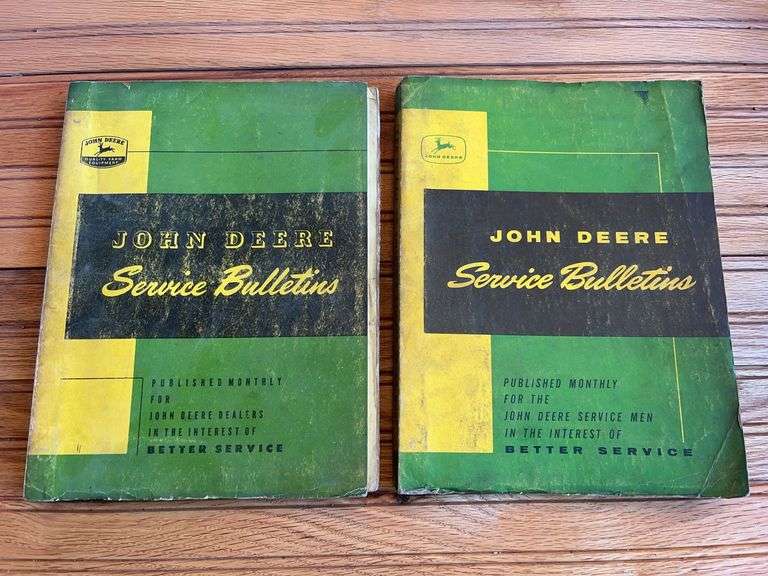 JOHN DEERE
QUALITY FARM
EQUIPMENT
JOHN DEERE
Service Bulletins
PUBLISHED MONTHLY
FOR
JOHN DEERE DEALERS
IN THE INTEREST OF
BETTER SERVICE
JOHN DEERE
JOHN DEERE
Service Bulletins
PUBLISHED MONTHLY
FOR THE
JOHN DEERE SERVICE MEN
IN THE INTEREST OF
BETTER SERVICE